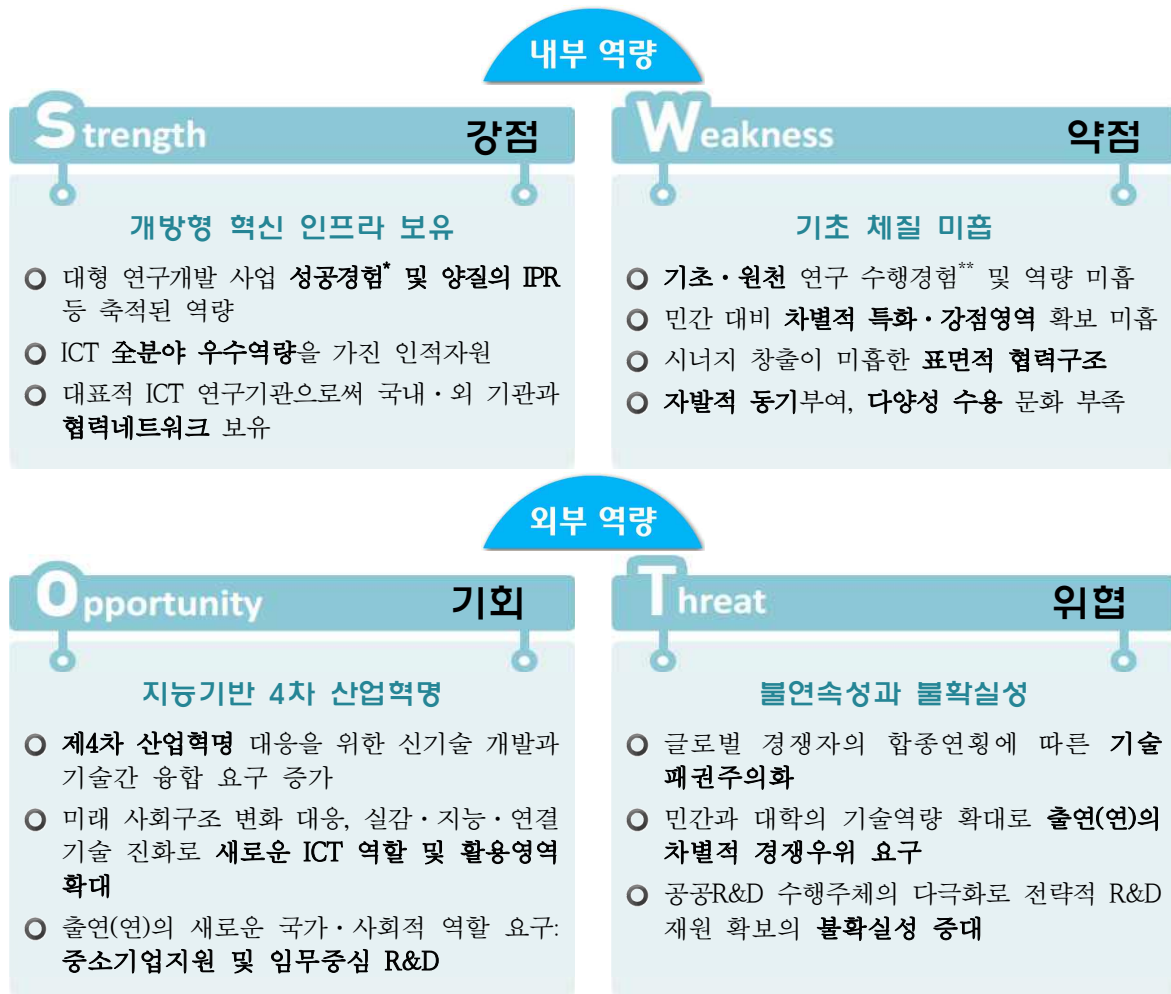 내부 역량
Strength 강점
개방형 혁신 인프라 보유
대형 연구개발 사업 성공경험* 및 양질의 IPR
등 축적된 역량
ICT 全분야 우수역량을 가진 인적자원
대표적 ICT 연구기관으로써 국내・외 기관과
협력네트워크 보유
Weakness 약점
기초 체질 미흡
기초・원천 연구 수행경험** 및 역량 미흡
민간 대비 차별적 특화・강점영역 확보 미흡
시너지 창출이 미흡한 표면적 협력구조
자발적 동기부여, 다양성 수용 문화 부족
외부 역량
Opportunity 기회
지능기반 4차 산업혁명
제4차 산업혁명 대응을 위한 신기술 개발과
기술간 융합 요구 증가
미래 사회구조 변화 대응, 실감・지능・연결
기술 진화로 새로운 ICT 역할 및 활용영역
확대
출연(연)의 새로운 국가・사회적 역할 요구:
중소기업지원 및 임무중심 R&D
Threat 위협
불연속성과 불확실성
글로벌 경쟁자의 합종연횡에 따른 기술
패권주의화
민간과 대학의 기술역량 확대로 출연(연)의
차별적 경쟁우위 요구
공공R&D 수행주체의 다극화로 전략적 R&D
재원 확보의 불확실성 증대